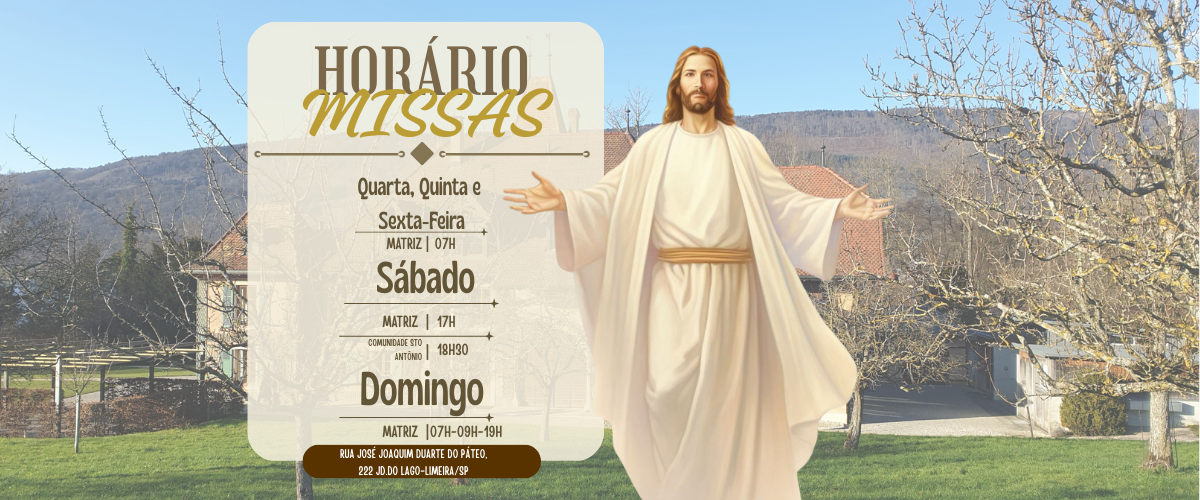 HORÁRIO
MISSAS
Quarta, Quinta e
Sexta-Feira
MATRIZ | 07H
Sábado
MATRIZ | 17H
COMUNIDADE STO
ANTÔNIO | 18H30
Domingo
MATRIZ |07H-09H-19H
RUA JOSÉ JOAQUIM DUARTE DO PÁTEO,
222 JD.DO LAGO-LIMEIRA/SP